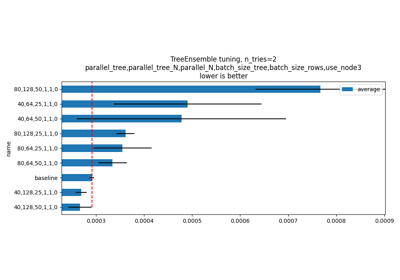 TreeEnsemble tuning, n_tries=2
parallel_tree,parallel_tree_N,parallel_N,batch_size_tree,batch_size_rows,use_node3
lower is better
average
name
80,128,50,1,1,0
40,64,25,1,1,0
40,64,50,1,1,0
80,128,25,1,1,0
80,64,25,1,1,0
80,64,50,1,1,0
baseline
40,128,25,1,1,0
40,128,50,1,1,0
0.0003 0.0004 0.0005 0.0006 0.0007 0.0008 0.0009